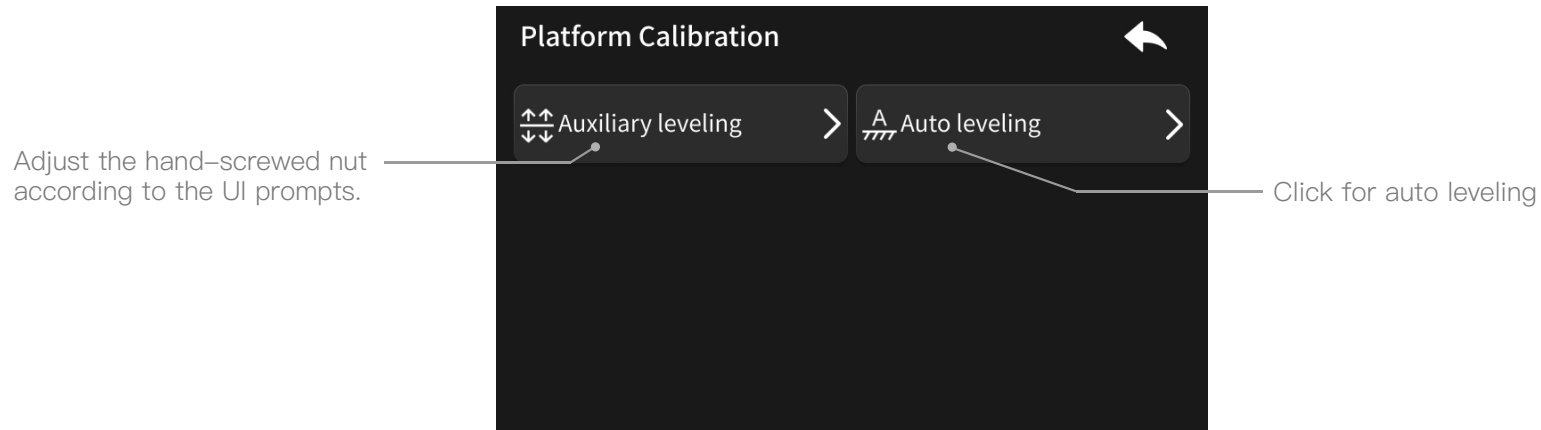 Platform Calibration
Auxiliary leveling
A Auto leveling
Adjust the hand-screwed nut
according to the UI prompts.
Click for auto leveling